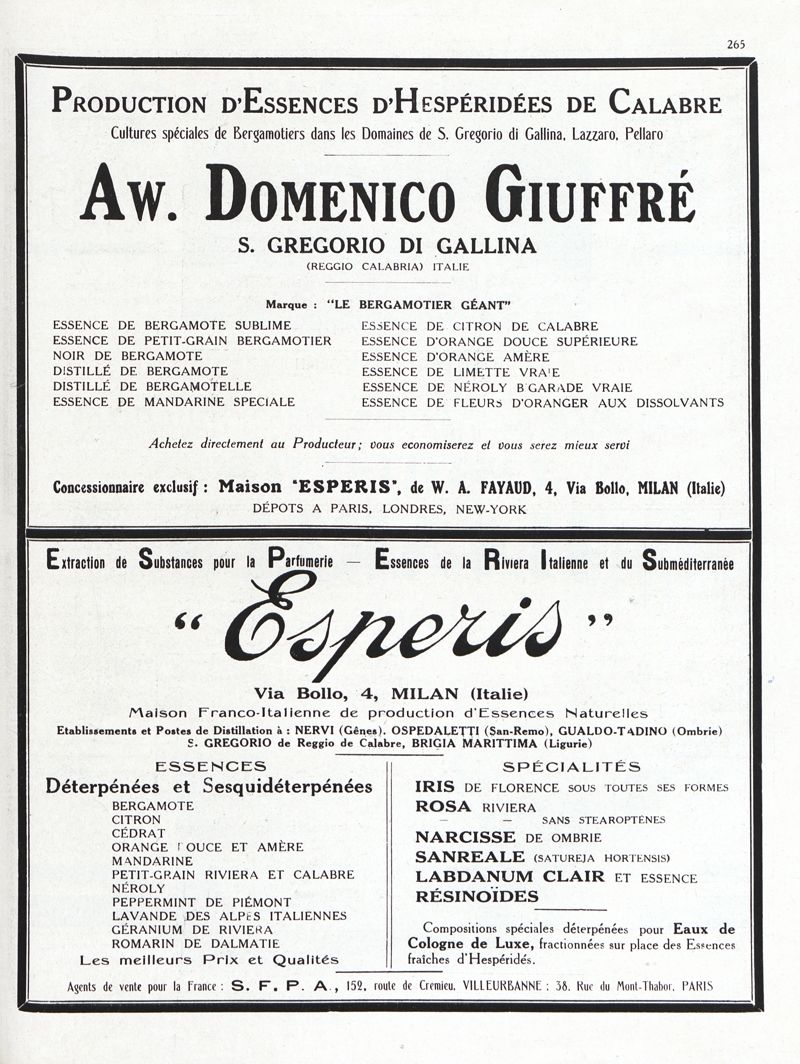 265
PRODUCTION D'ESSENCES D'HESPÉRIDÉES DE CALABRE
Cultures spéciales de Bergamotiers dans les Domaines de S. Gregorio di Gallina, Lazzaro, Pellaro
AW. DOMENICO GIUFFRÉ
S. GREGORIO DI GALLINA
(REGGIO CALABRIA) ITALIE
Marque : "LE BERGAMOTIER GÉANT"
ESSENCE DE BERGAMOTE SUBLIME
ESSENCE DE PETIT-GRAIN BERGAMOTIER
NOIR DE BERGAMOTE
DISTILLÉ DE BERGAMOTE
DISTILLÉ DE BERGAMOTELLE
ESSENCE DE MANDARINE SPECIALE
ESSENCE DE CITRON DE CALABRE
ESSENCE D'ORANGE DOUCE SUPÉRIEURE
ESSENCE D'ORANGE AMÈRE
ESSENCE DE LIMETTE VRAIE
ESSENCE DE NÉROLY BIGARADE VRAIE
ESSENCE DE FLEURS D'ORANGER AUX DISSOLVANTS
Achetez directement au Producteur ; vous economiserez et vous serez mieux servi
Concessionnaire exclusif : Maison "ESPERIS", de W. A. FAYAUD, 4, Via Bollo, MILAN (Italie)
DÉPOTS A PARIS, LONDRES, NEW-YORK
Extraction de Substances pour la Parfumerie — Essences de la Riviera Italienne et du Subméditerranée
"Esperis"
Via Bollo, 4, MILAN (Italie)
Maison Franco-Italienne de production d'Essences Naturelles
Etablissements et Postes de Distillation à : NERVI (Gênes), OSPEDALETTI (San-Remo), GUALDO-TADINO (Ombrie)
S. GREGORIO de Reggio de Calabre, BRIGIA MARITTIMA (Ligurie)
ESSENCES
Déterpénées et Sesquidéterpénées
BERGAMOTE
CITRON
CÉDRAT
ORANGE DOUCE ET AMÈRE
MANDARINE
PETIT-GRAIN RIVIERA ET CALABRE
NÉROLY
PEPPERMINT DE PIÉMONT
LAVANDE DES ALPES ITALIENNES
GÉRANIUM DE RIVIERA
ROMARIN DE DALMATIE
Les meilleurs Prix et Qualités
SPÉCIALITÉS
IRIS DE FLORENCE SOUS TOUTES SES FORMES
ROSA RIVIERA
— — SANS STEAROPTÈNES
NARCISSE DE OMBRIE
SANREALE (SATUREJA HORTENSIS)
LABDANUM CLAIR ET ESSENCE
RÉSINOÏDES
Compositions spéciales déterpénées pour Eaux de
Cologne de Luxe, fractionnées sur place des Essences
fraîches d'Hespéridés.
Agents de vente pour la France : S. F. P. A., 152, route de Cremieu, VILLEURBANNE ; 38, Rue du Mont-Thabor, PARIS